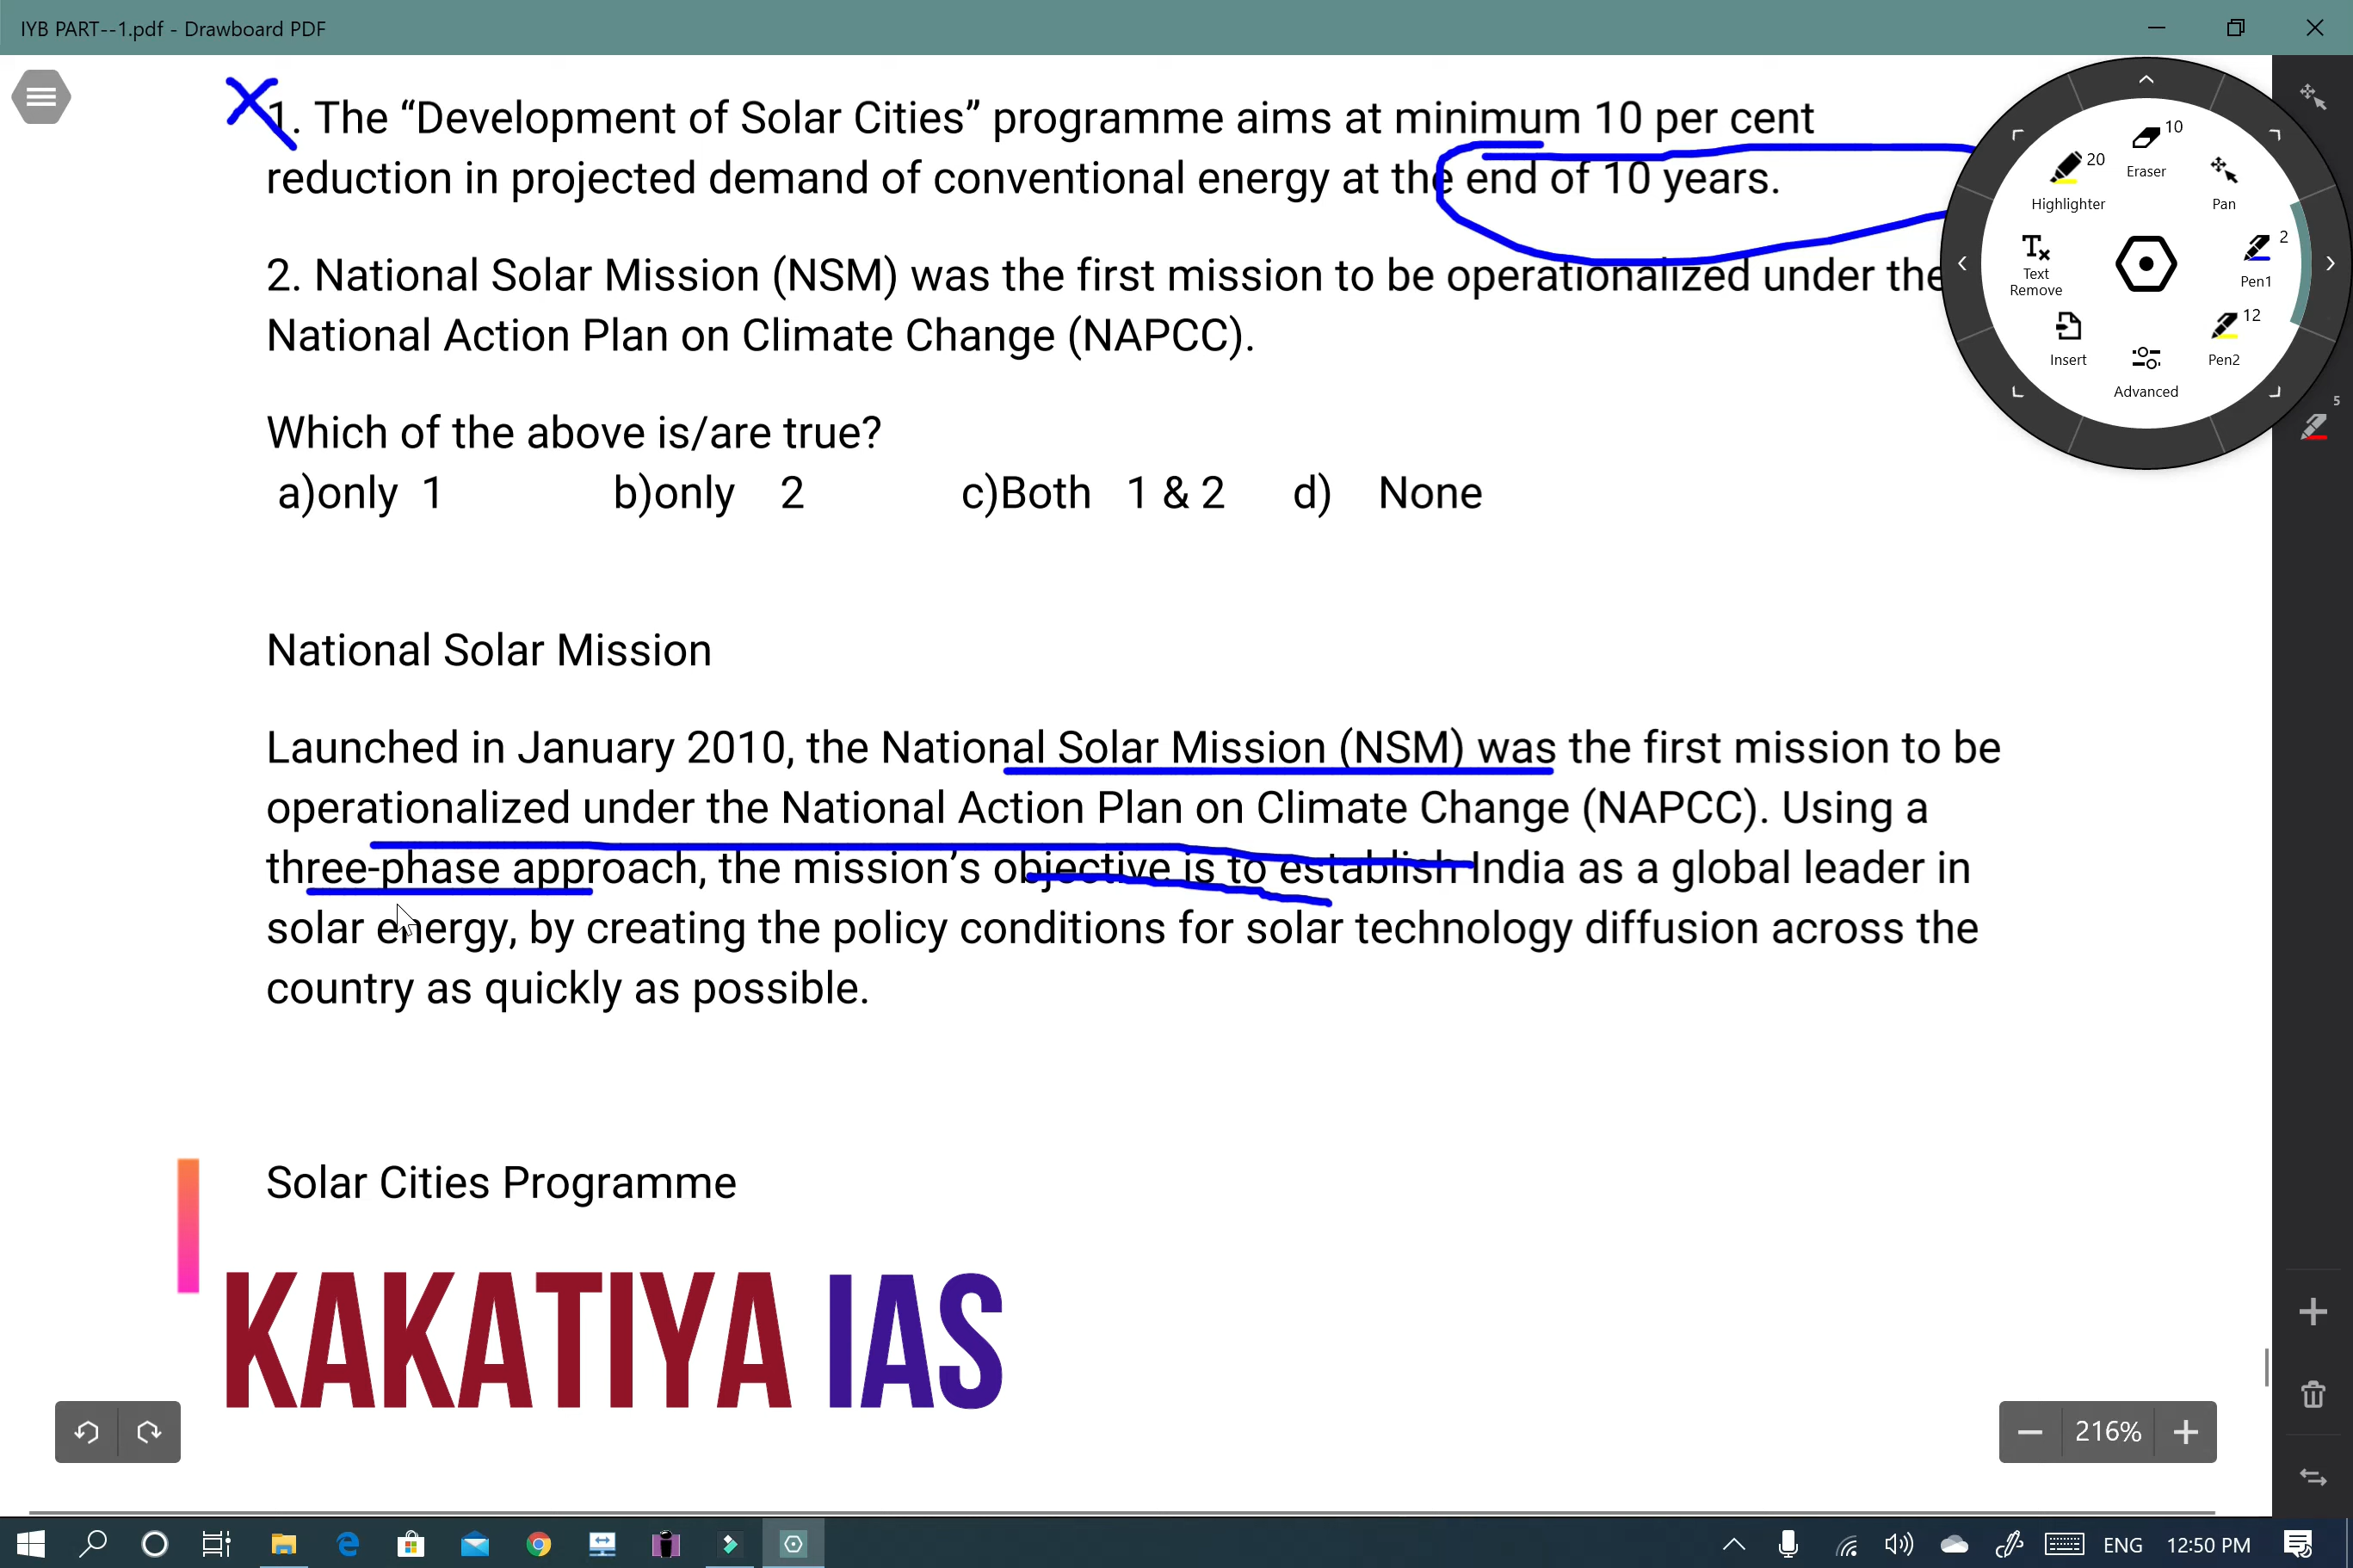 IYB PART--1.pdf - Drawboard PDF
1. The “Development of Solar Cities” programme aims at minimum 10 per cent
reduction in projected demand of conventional energy at the end of 10 years.
2. National Solar Mission (NSM) was the first mission to be operationalized under the
National Action Plan on Climate Change (NAPCC).
Which of the above is/are true?
a)only 1 b)only 2 c)Both 1 & 2 d) None
National Solar Mission
Launched in January 2010, the National Solar Mission (NSM) was the first mission to be
operationalized under the National Action Plan on Climate Change (NAPCC). Using a
three-phase approach, the mission’s objective is to establish India as a global leader in
solar energy, by creating the policy conditions for solar technology diffusion across the
country as quickly as possible.
Solar Cities Programme
KAKATIYA IAS
10
Eraser
20
Highlighter
Pan
Text
Remove
2
Pen1
Insert
12
Pen2
Advanced
5
216%
ENG 12:50 PM